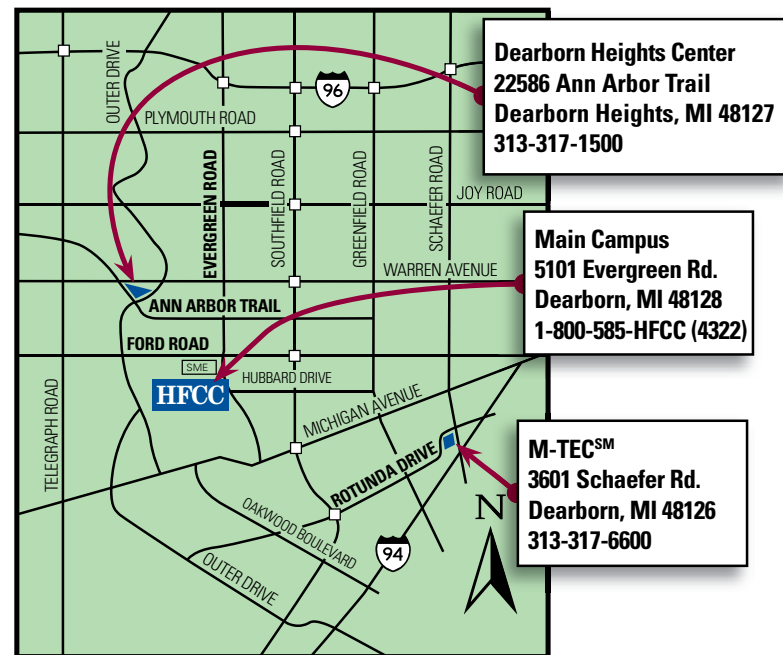 OUTER DRIVE
96
PLYMOUTH ROAD
EVERGREEN ROAD
SOUTHFIELD ROAD
GREENFIELD ROAD
SCHAEFER ROAD
JOY ROAD
WARREN AVENUE
ANN ARBOR TRAIL
FORD ROAD
SME
HFCC
HUBBARD DRIVE
TELEGRAPH ROAD
MICHIGAN AVENUE
ROTUNDA DRIVE
OAKWOOD BOULEVARD
94
OUTER DRIVE
N
Dearborn Heights Center
22586 Ann Arbor Trail
Dearborn Heights, MI 48127
313-317-1500
Main Campus
5101 Evergreen Rd.
Dearborn, MI 48128
1-800-585-HFCC (4322)
M-TEC℠
3601 Schaefer Rd.
Dearborn, MI 48126
313-317-6600